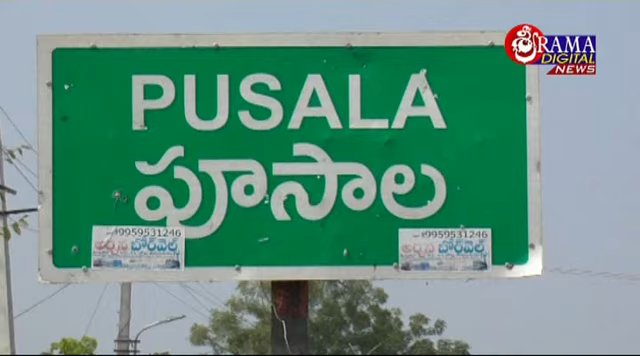 RAMA
DIGITAL
NEWS
PUSALA
పూసాల
9959531246
బోర్‌వెల్స్
9959531246
బోర్‌వెల్స్